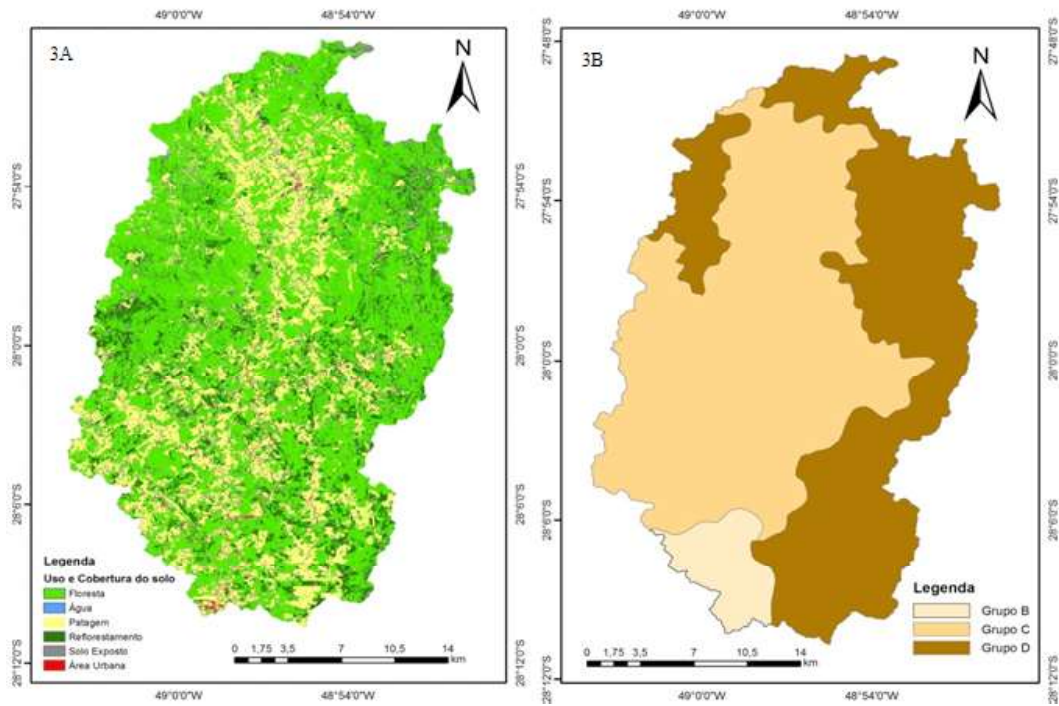 49°0'0"W 48°54'0"W
3A
N
27°54'0"S
28°0'0"S
28°6'0"S
28°12'0"S
Legenda
Uso e Cobertura do solo
Floresta
Água
Patagem
Reflorestamento
Solo Exposto
Área Urbana
0 1,75 3,5 7 10,5 14
km
49°0'0"W 48°54'0"W
49°0'0"W 48°54'0"W
3B
N
27°48'0"S
27°54'0"S
28°0'0"S
28°6'0"S
28°12'0"S
27°48'0"S
27°54'0"S
28°0'0"S
28°6'0"S
28°12'0"S
Legenda
Grupo B
Grupo C
Grupo D
0 1,75 3,5 7 10,5 14
km
49°0'0"W 48°54'0"W